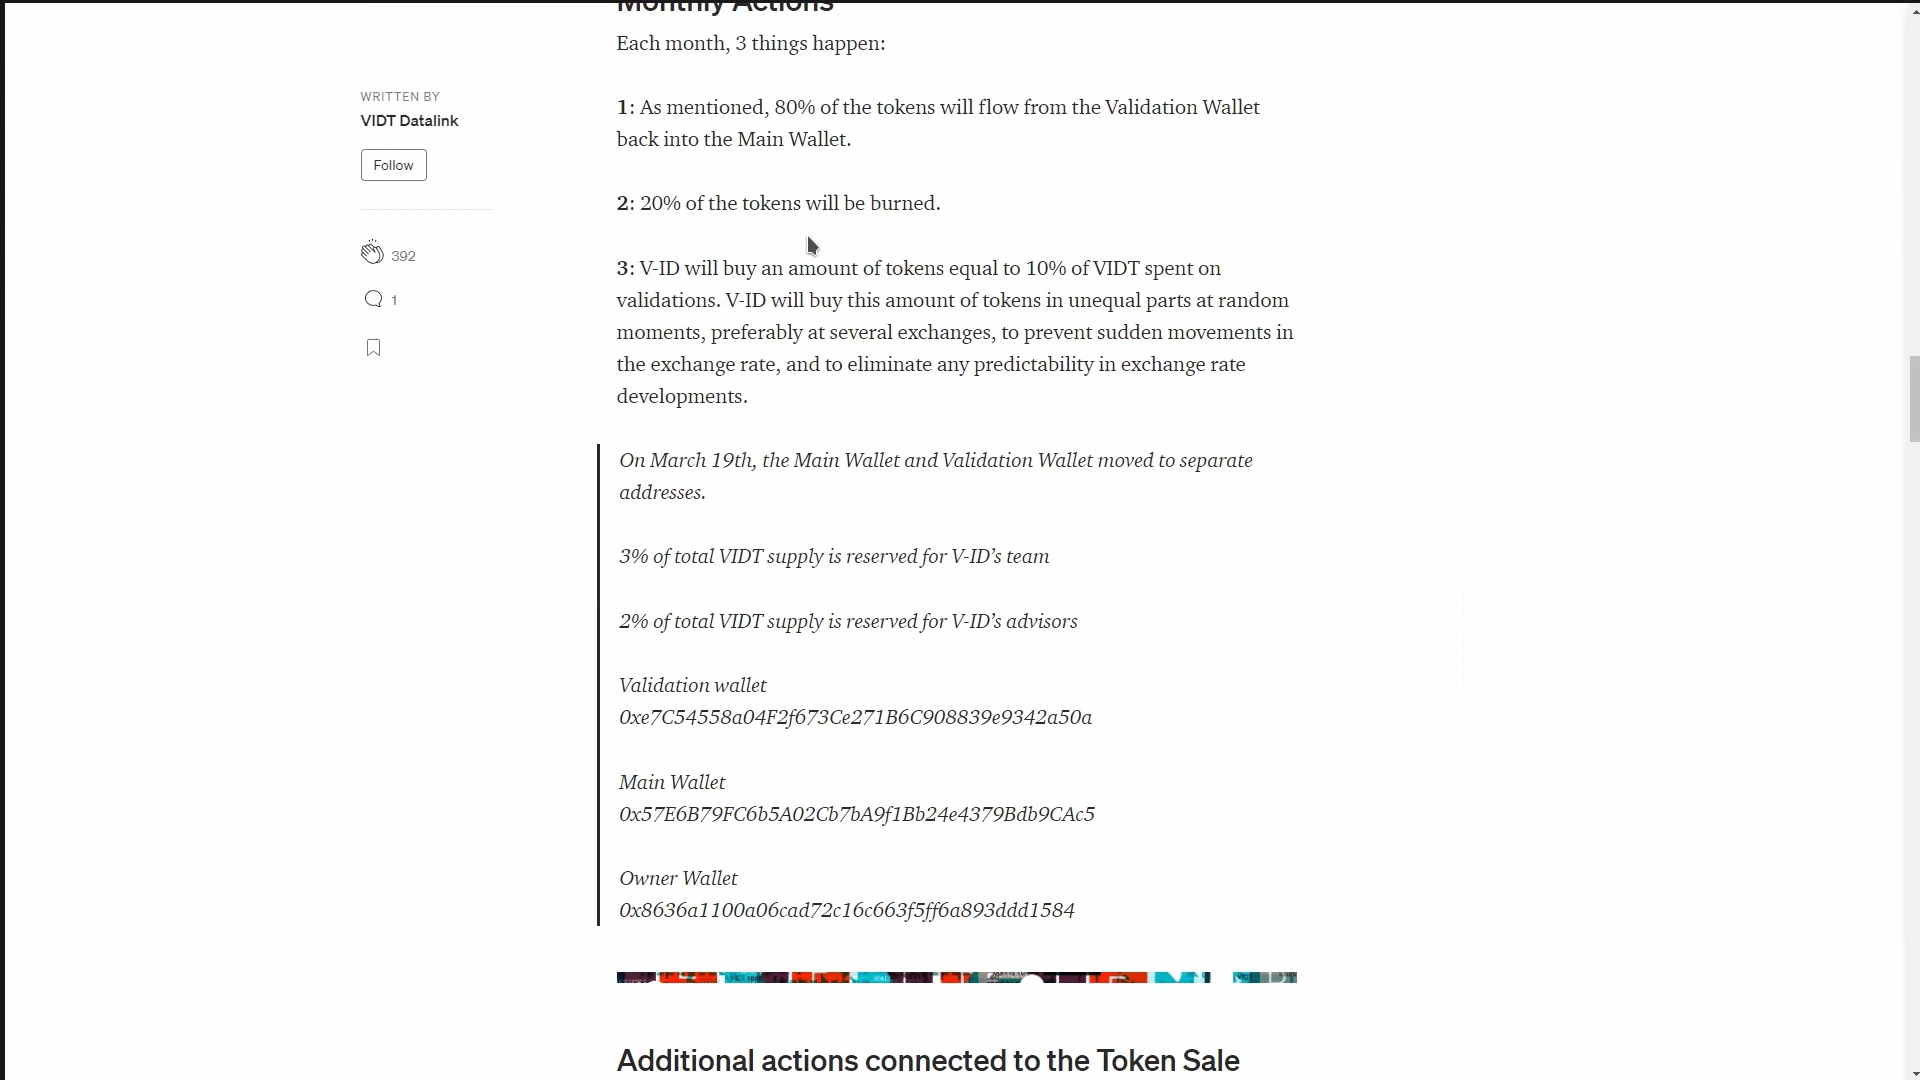 Monthly Actions
Each month, 3 things happen:
WRITTEN BY
VIDT Datalink
Follow
392
1
1: As mentioned, 80% of the tokens will flow from the Validation Wallet
back into the Main Wallet.
2: 20% of the tokens will be burned.
3: V-ID will buy an amount of tokens equal to 10% of VIDT spent on
validations. V-ID will buy this amount of tokens in unequal parts at random
moments, preferably at several exchanges, to prevent sudden movements in
the exchange rate, and to eliminate any predictability in exchange rate
developments.
On March 19th, the Main Wallet and Validation Wallet moved to separate
addresses.
3% of total VIDT supply is reserved for V-ID’s team
2% of total VIDT supply is reserved for V-ID’s advisors
Validation wallet
0xe7C54558a04F2f673Ce271B6C908839e9342a50a
Main Wallet
0x57E6B79FC6b5A02Cb7bA9f1Bb24e4379Bdb9CAc5
Owner Wallet
0x8636a1100a06cad72c16c663f5ff6a893ddd1584
Additional actions connected to the Token Sale